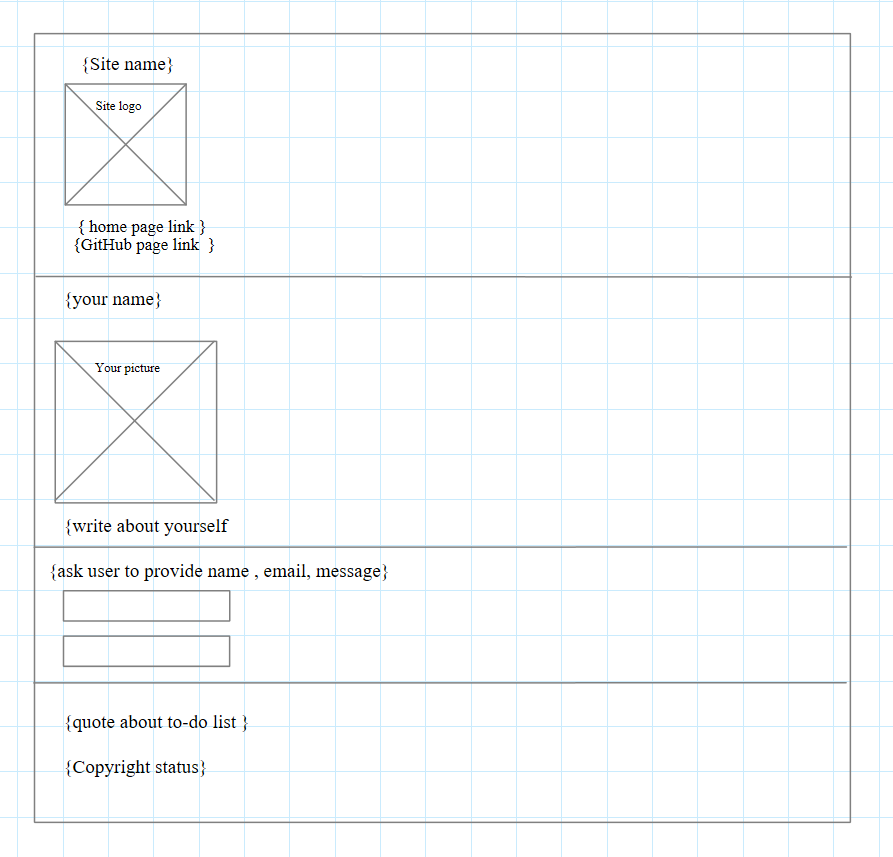 {Site name}
Site logo
{ home page link }
{GitHub page link  }
{your name}
Your picture
{write about yourself
{ask user to provide name , email, message}
{quote about to-do list }
{Copyright status}